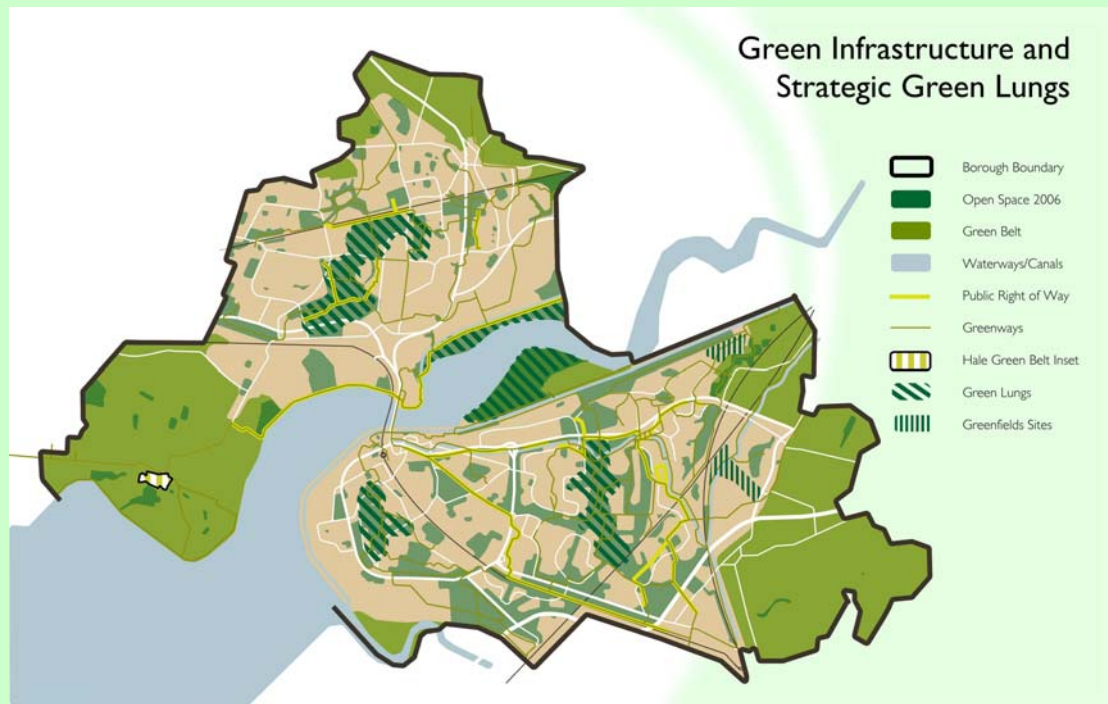 Green Infrastructure and
Strategic Green Lungs
Borough Boundary
Open Space 2006
Green Belt
Waterways/Canals
Public Right of Way
Greenways
Hale Green Belt Inset
Green Lungs
Greenfields Sites